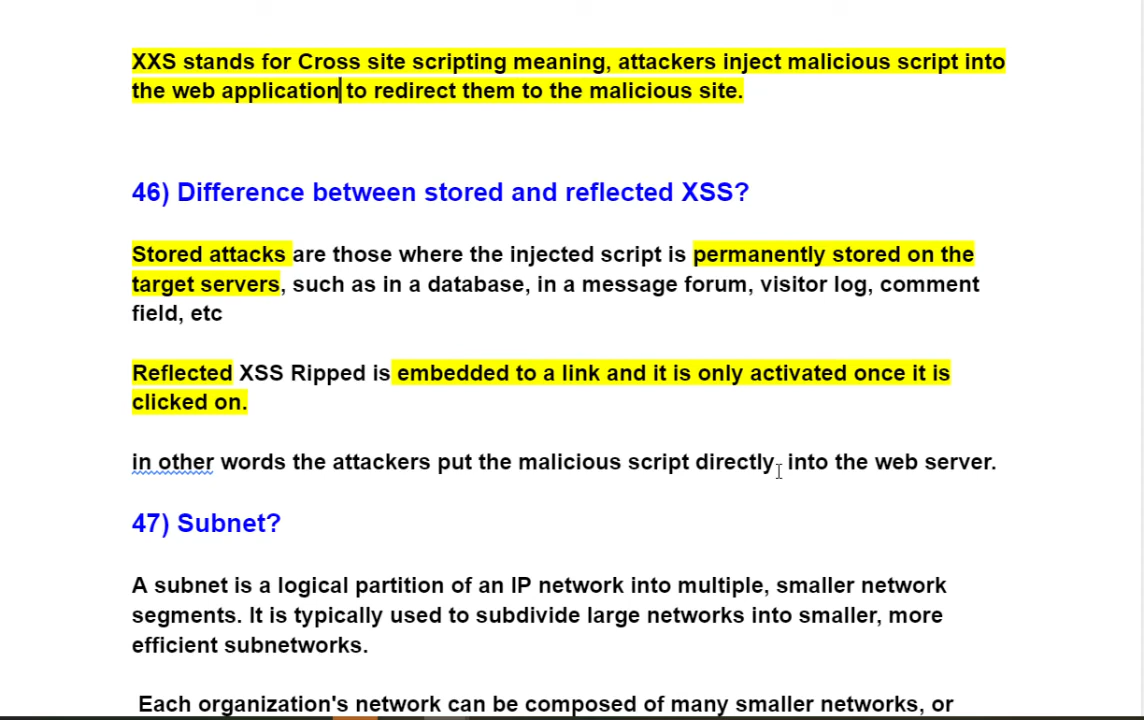 XXS stands for Cross site scripting meaning, attackers inject malicious script into
the web application to redirect them to the malicious site.
46) Difference between stored and reflected XSS?
Stored attacks are those where the injected script is permanently stored on the
target servers, such as in a database, in a message forum, visitor log, comment
field, etc
Reflected XSS Ripped is embedded to a link and it is only activated once it is
clicked on.
in other words the attackers put the malicious script directly into the web server.
47) Subnet?
A subnet is a logical partition of an IP network into multiple, smaller network
segments. It is typically used to subdivide large networks into smaller, more
efficient subnetworks.
Each organization's network can be composed of many smaller networks, or